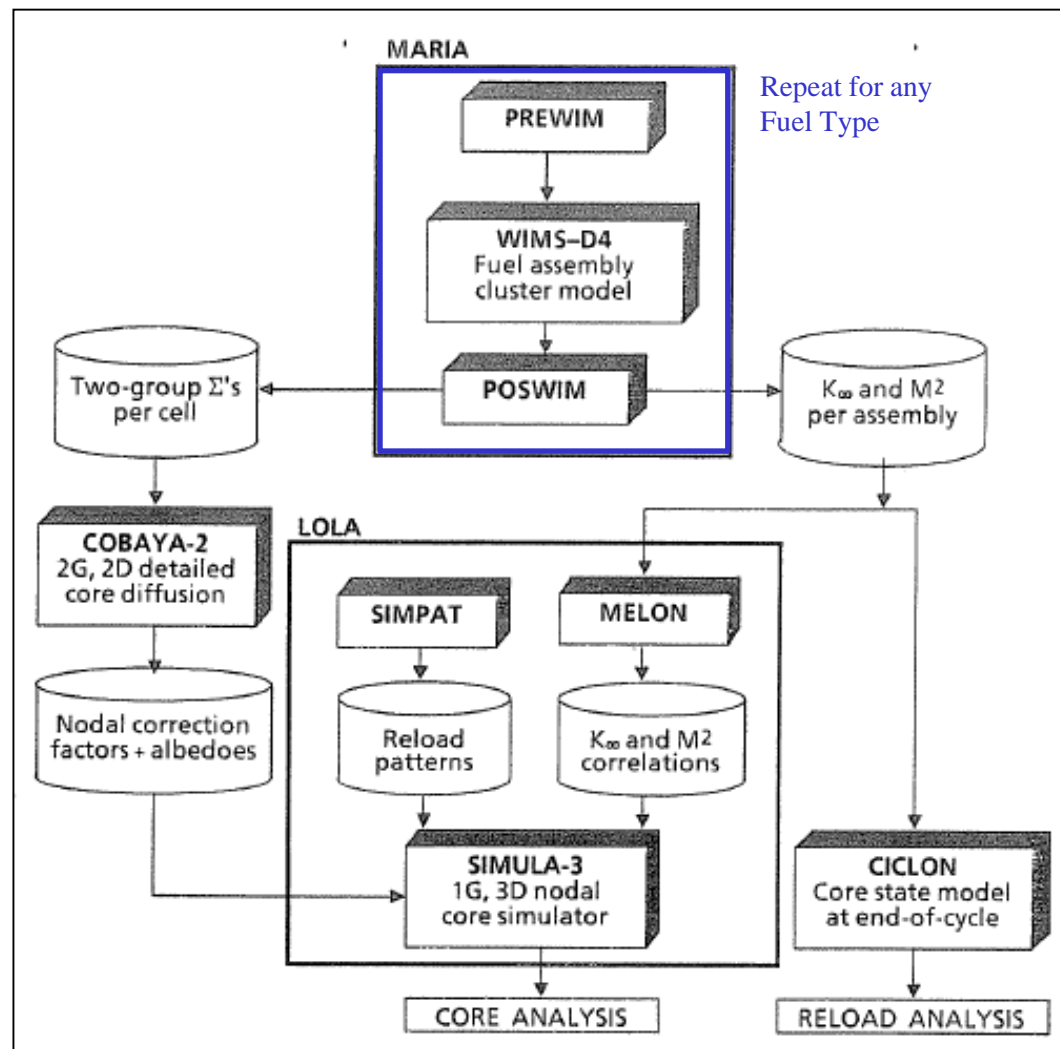 MARIA
Repeat for any
Fuel Type
PREWIM
WIMS-D4
Fuel assembly
cluster model
POSWIM
Two-group Σ's
per cell
K∞ and M²
per assembly
COBAYA-2
2G, 2D detailed
core diffusion
LOLA
SIMPAT
MELON
Nodal correction
factors + albedoes
Reload
patterns
K∞ and M²
correlations
SIMULA-3
1G, 3D nodal
core simulator
CICLON
Core state model
at end-of-cycle
CORE ANALYSIS
RELOAD ANALYSIS